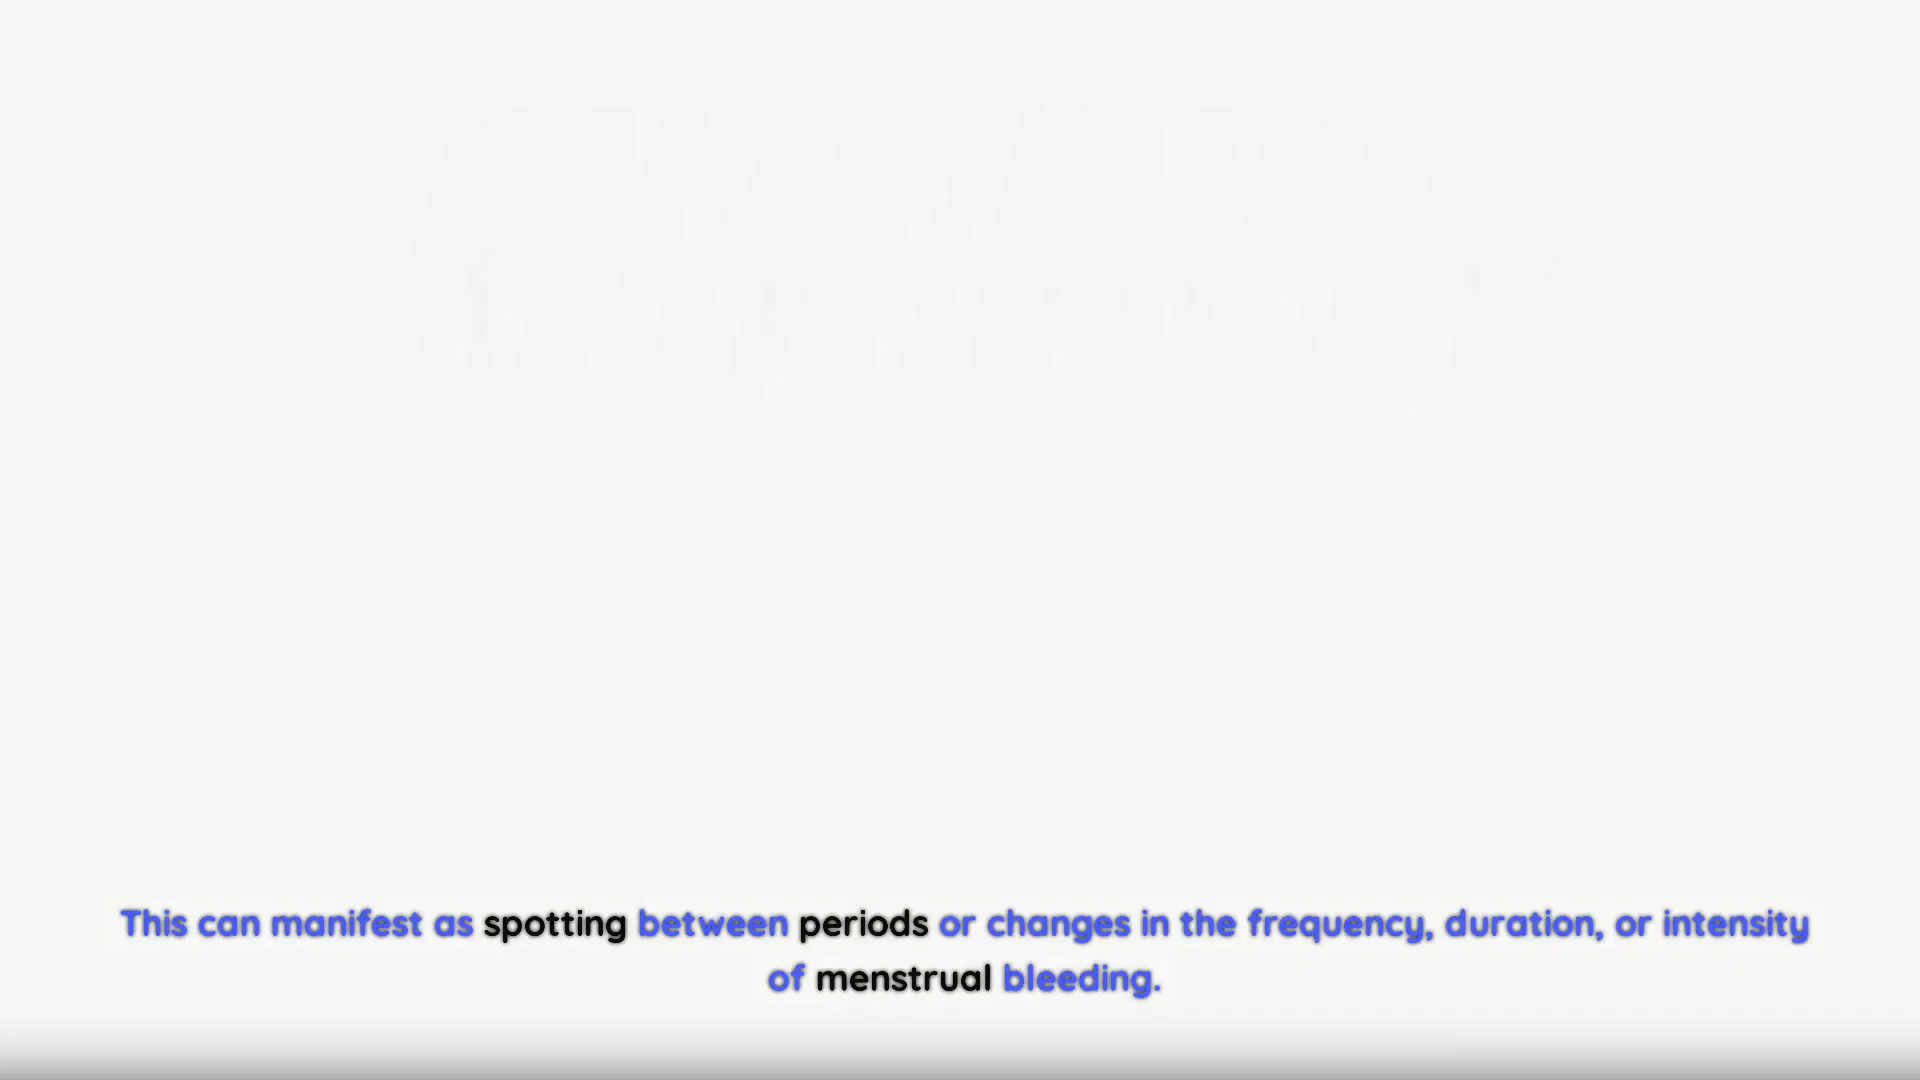 This can manifest as spotting between periods or changes in the frequency, duration, or intensity
of menstrual bleeding.